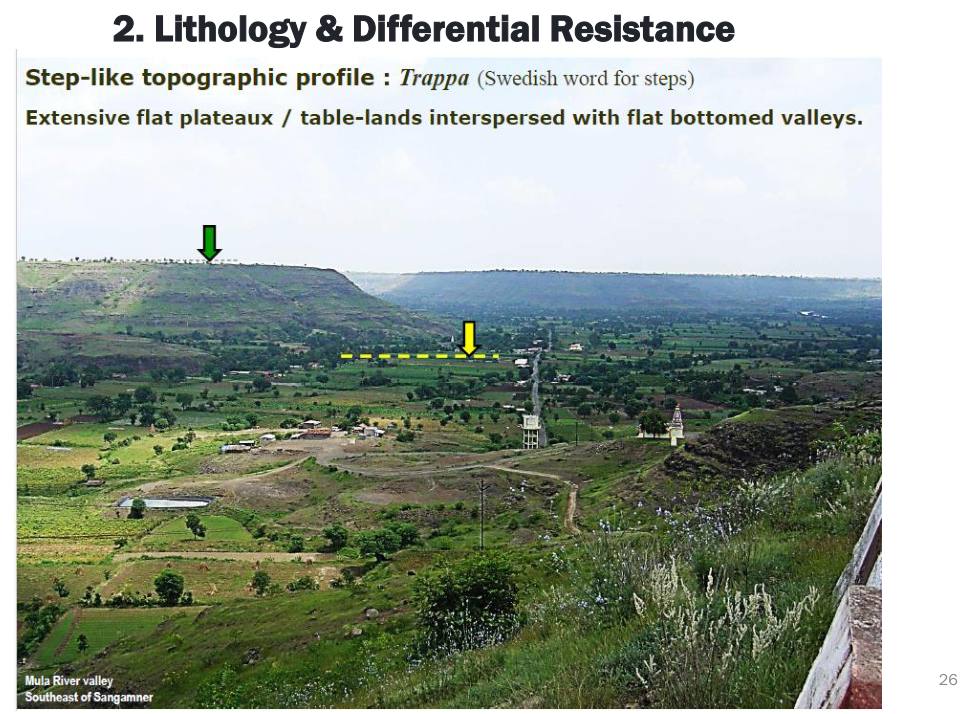 2. Lithology & Differential Resistance
Step-like topographic profile : Trappa (Swedish word for steps)
Extensive flat plateaux / table-lands interspersed with flat bottomed valleys.
Mula River valley
Southeast of Sangamner
26